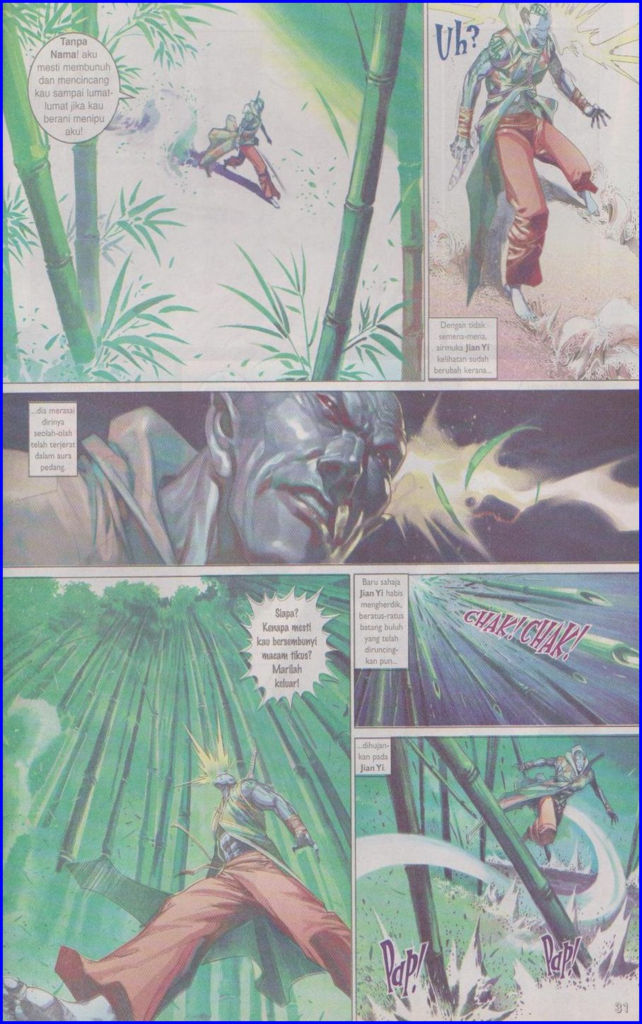 Tanpa
Nama! aku
mesti membunuh
dan mencincang
kau sampai lumat-
lumat jika kau
berani menipu
aku!
Uh?
Dengan tidak
semena-mena,
airmuka Jian Yi
kelihatan sudah
berubah kerana...
...dia merasai
dirinya
seolah-olah
telah terjerat
dalam aura
pedang.
Siapa?
Kenapa mesti
kau bersembunyi
macam tikus?
Marilah
keluar!
Baru sahaja
Jian Yi habis
mengherdik,
beratus-ratus
batang buluh
yang telah
diruncing-
kan pun...
CHAK! CHAK!
...dihujan-
kan pada
Jian Yi.
Pap!
Pap!
31